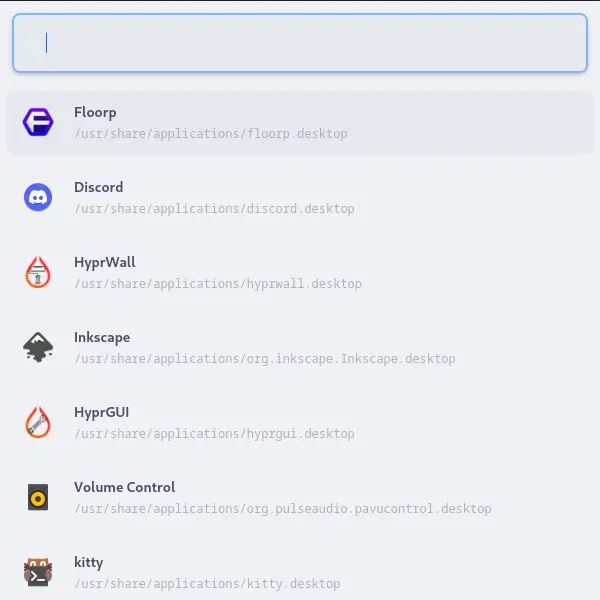 Floorp
/usr/share/applications/floorp.desktop
Discord
/usr/share/applications/discord.desktop
HyprWall
/usr/share/applications/hyprwall.desktop
Inkscape
/usr/share/applications/org.inkscape.Inkscape.desktop
HyprGUI
/usr/share/applications/hyprgui.desktop
Volume Control
/usr/share/applications/org.pulseaudio.pavucontrol.desktop
kitty
/usr/share/applications/kitty.desktop